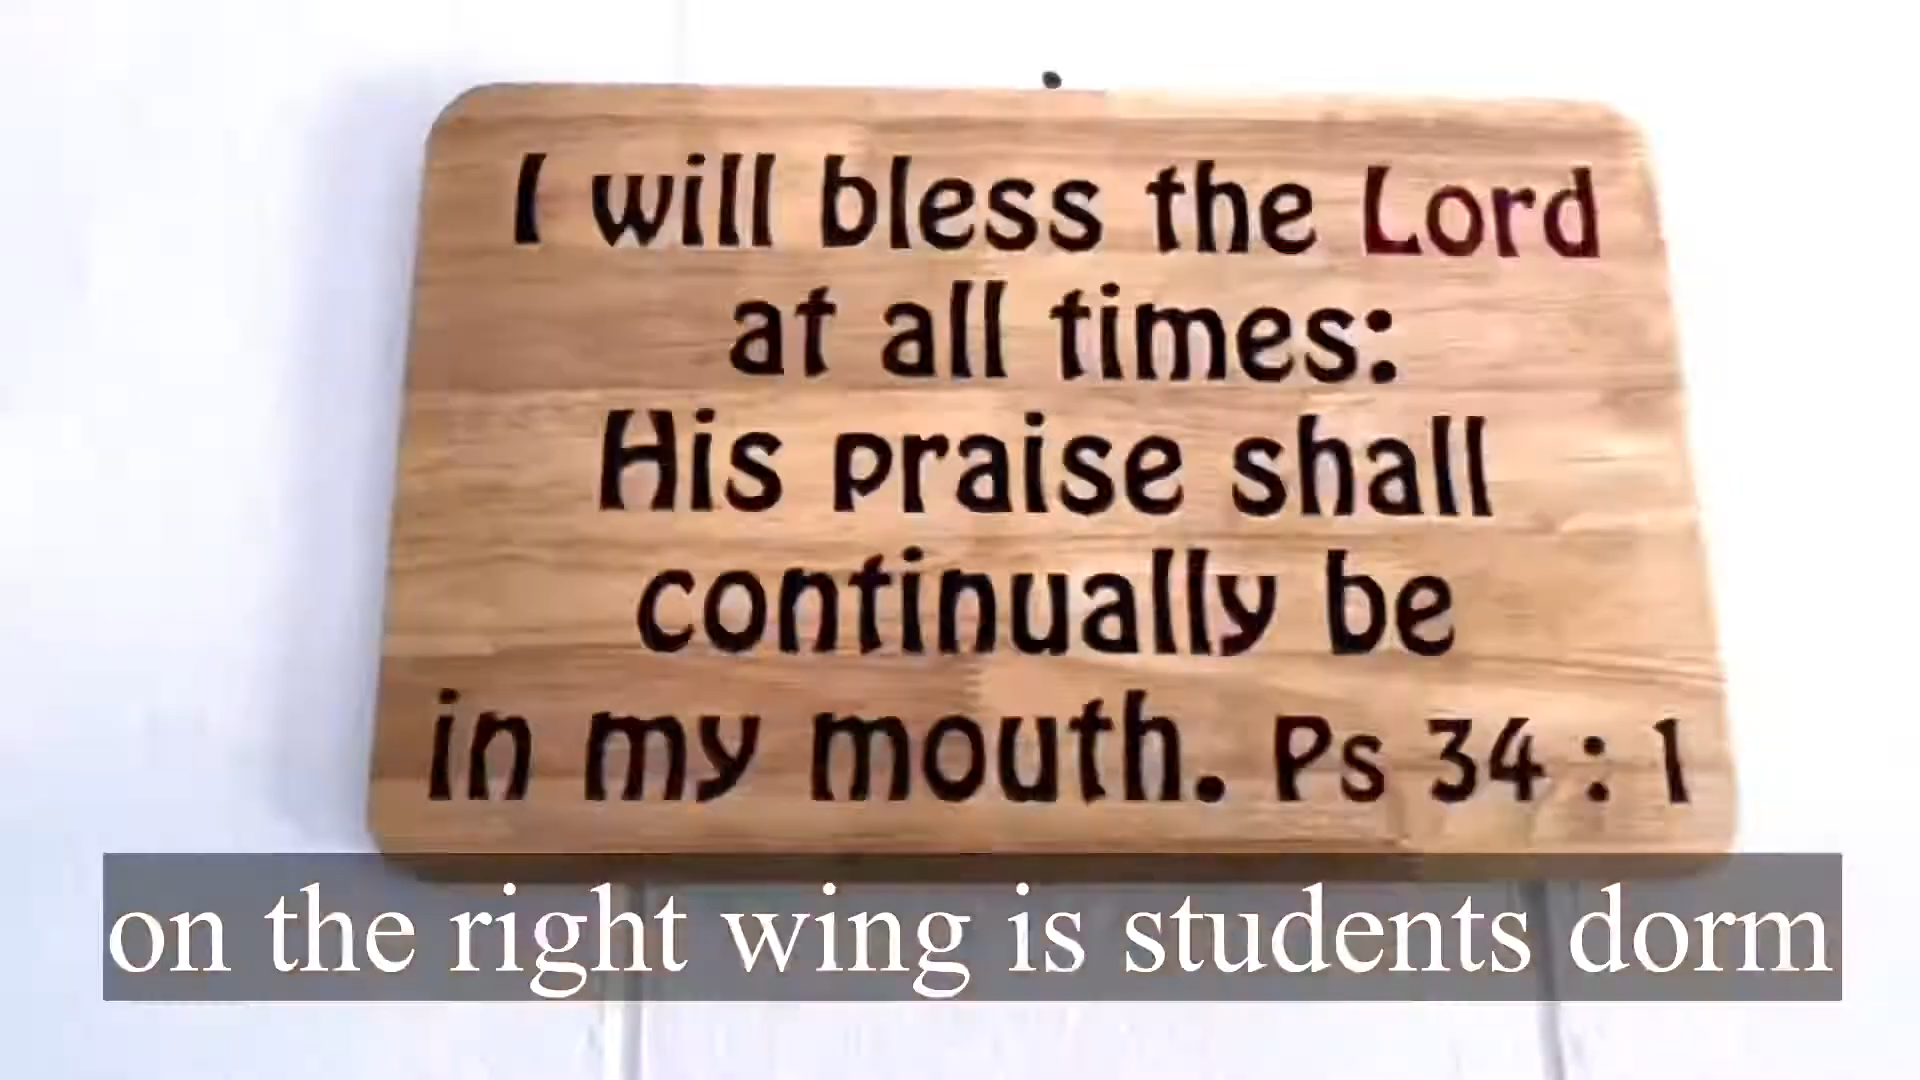 I will bless the Lord
at all times:
His praise shall
continually be
in my mouth. Ps 34 : 1
on the right wing is students dorm